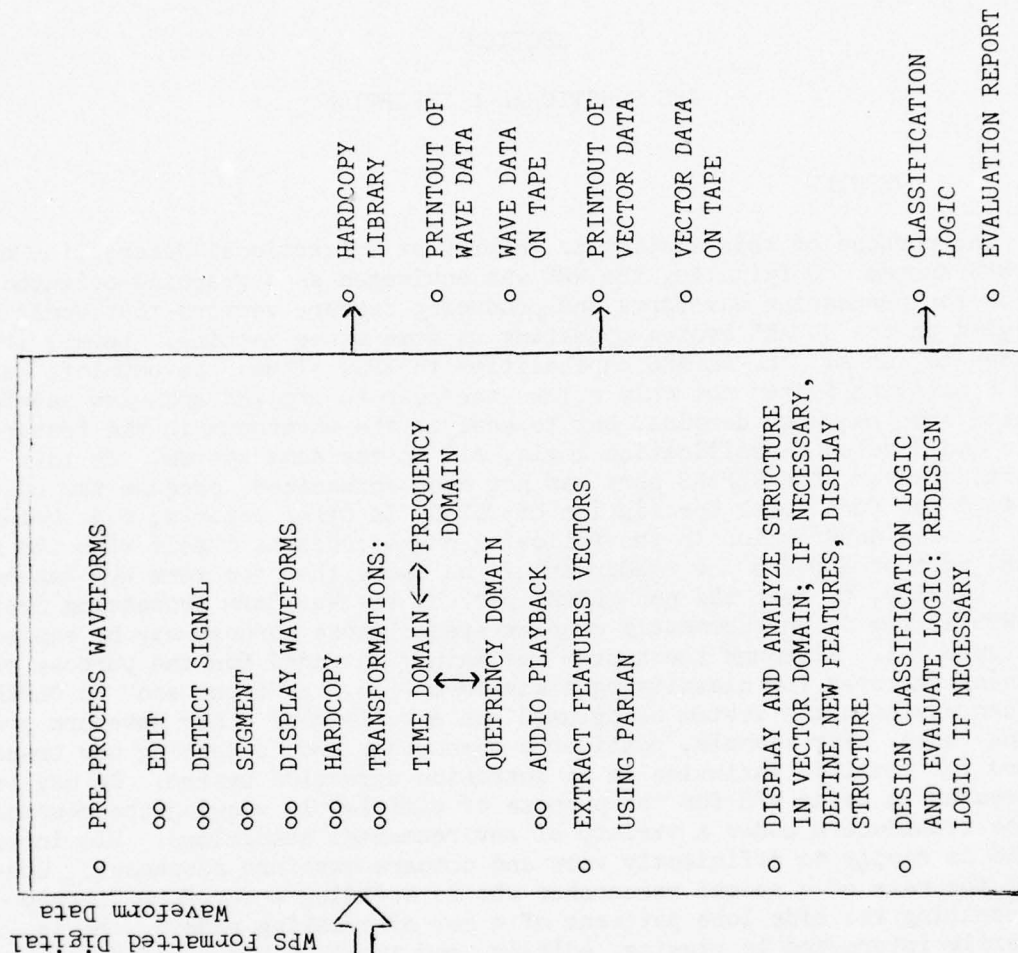 WPS Formatted Digital
Waveform Data
o PRE-PROCESS WAVEFORMS
oo EDIT
oo DETECT SIGNAL
oo SEGMENT
oo DISPLAY WAVEFORMS
oo HARDCOPY
oo TRANSFORMATIONS:
TIME DOMAIN ←→ FREQUENCY
DOMAIN
QUEFRENCY DOMAIN
oo AUDIO PLAYBACK
o EXTRACT FEATURES VECTORS
USING PARLAN
o DISPLAY AND ANALYZE STRUCTURE
IN VECTOR DOMAIN; IF NECESSARY,
DEFINE NEW FEATURES DISPLAY
STRUCTURE
o DESIGN CLASSIFICATION LOGIC
AND EVALUATE LOGIC: REDESIGN
LOGIC IF NECESSARY
o HARDCOPY
LIBRARY
o PRINTOUT OF
WAVE DATA
o WAVE DATA
ON TAPE
o PRINTOUT OF
VECTOR DATA
VECTOR DATA
ON TAPE
o CLASSIFICATION
LOGIC
o EVALUATION REPORT